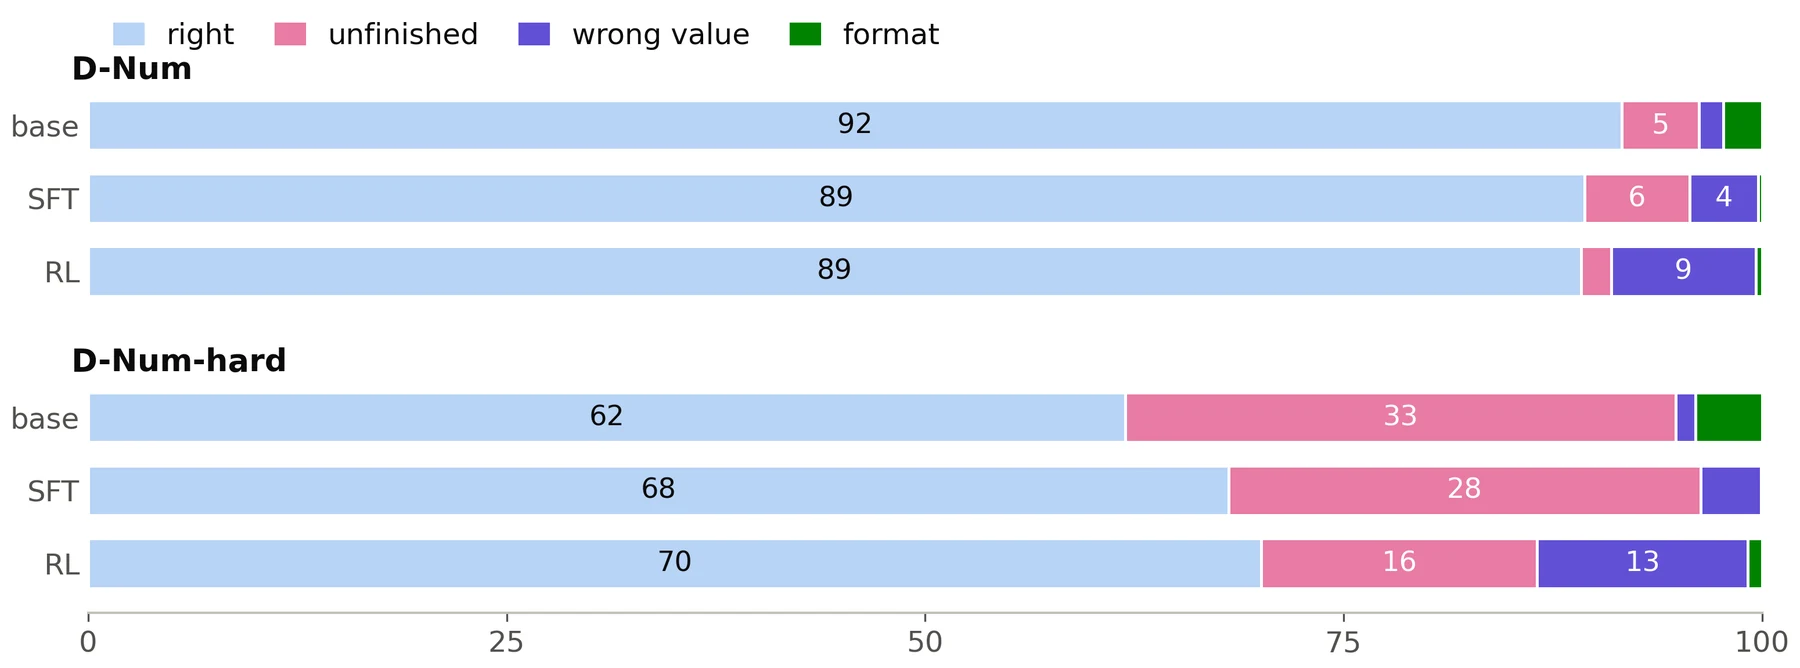 right unfinished wrong value format
D-Num
base 92 5
SFT 89 6 4
RL 89 9
D-Num-hard
base 62 33
SFT 68 28
RL 70 16 13
0 25 50 75 100